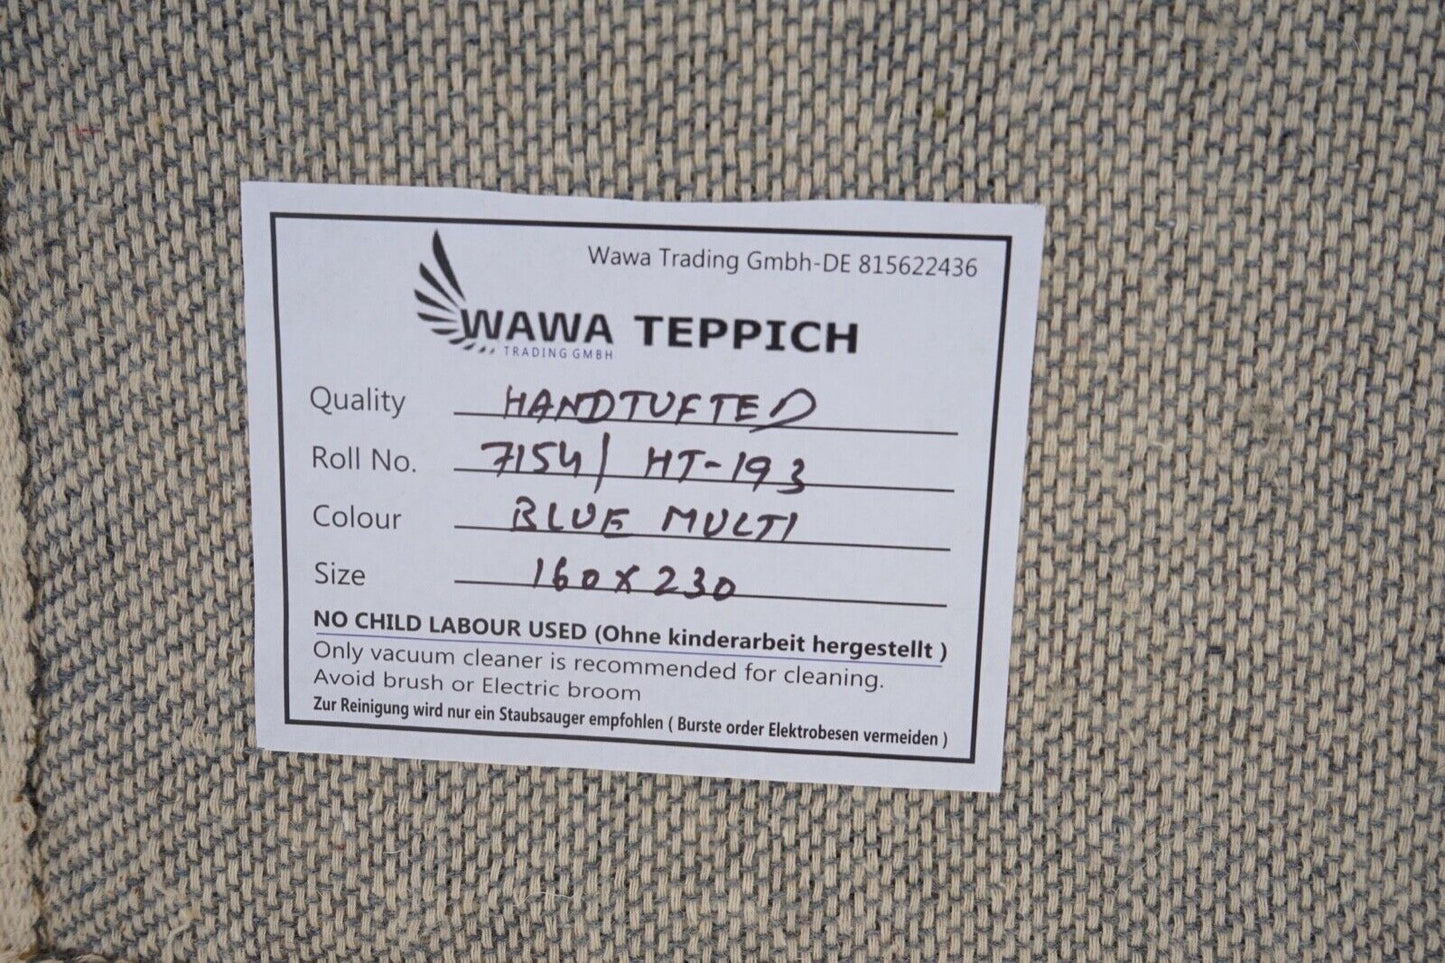 Wawa Trading Gmbh-DE 815622436
WAWA TEPPICH
TRADING GMBH
Quality HANDTUFTED
Roll No. 7154/ HT-193
Colour BLUE MULTI
Size 160x230
NO CHILD LABOUR USED (Ohne kinderarbeit hergestellt )
Only vacuum cleaner is recommended for cleaning.
Avoid brush or Electric broom
Zur Reinigung wird nur ein Staubsauger empfohlen ( Burste order Elektrobesen vermeiden )